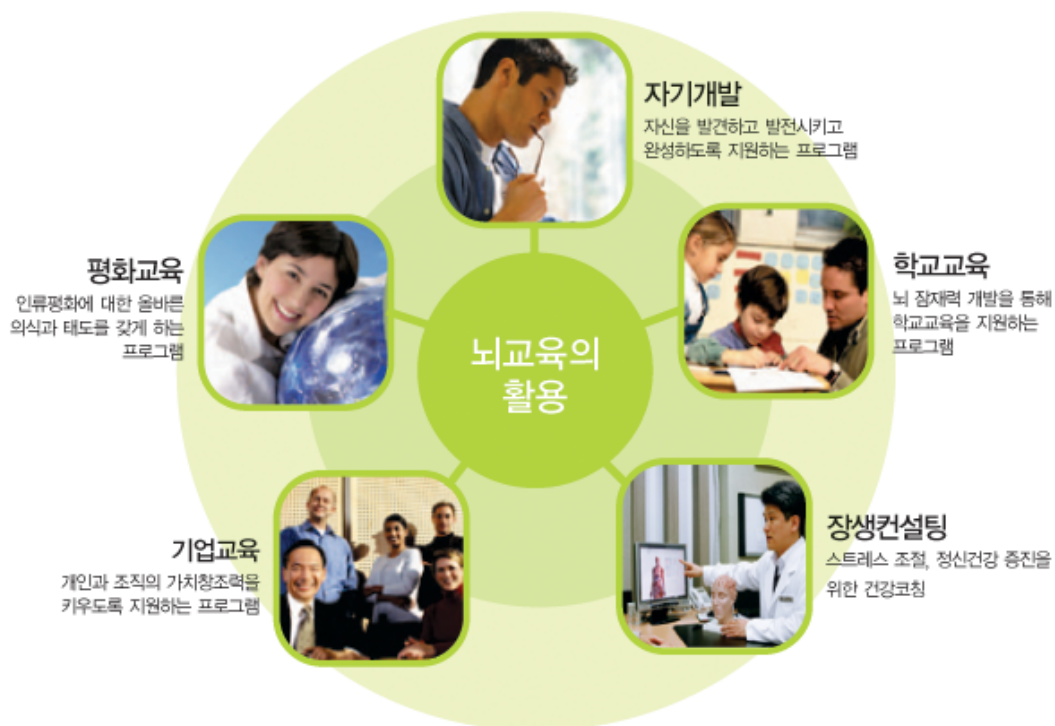 자기개발
자신을 발견하고 발전시키고
완성하도록 지원하는 프로그램
학교교육
뇌 잠재력 개발을 통해
학교교육을 지원하는
프로그램
장생컨설팅
스트레스 조절, 정신건강 증진을
위한 건강코칭
기업교육
개인과 조직의 가치창조력을
키우도록 지원하는 프로그램
평화교육
인류평화에 대한 올바른
의식과 태도를 갖게 하는
프로그램
뇌교육의
활용